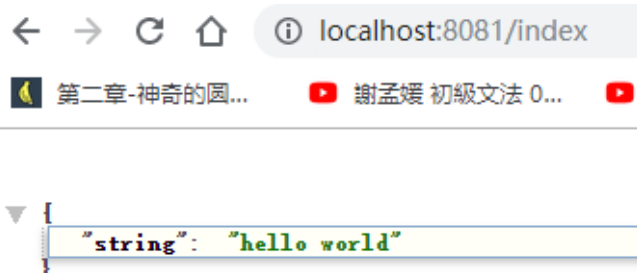 localhost:8081/index
第二章-神奇的圆... 謝孟媛 初級文法 0...
{
"string": "hello world"
}